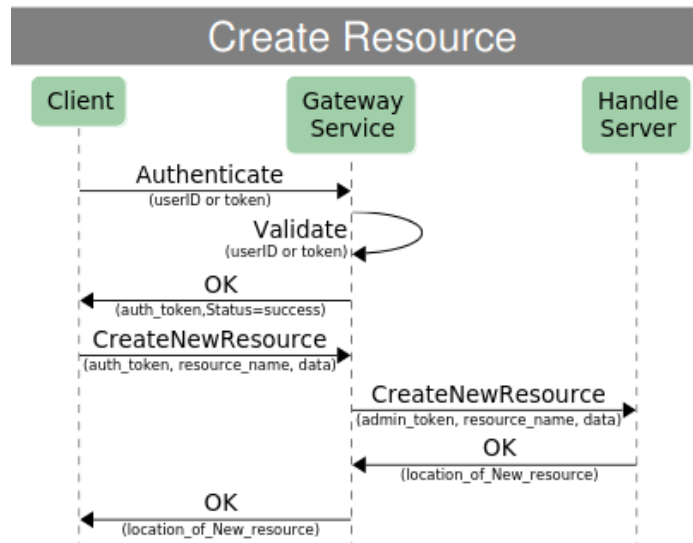 Create Resource
Client
Gateway
Service
Handle
Server
Authenticate
(userID or token)
Validate
(userID or token)
OK
(auth_token,Status=success)
CreateNewResource
(auth_token, resource_name, data)
CreateNewResource
(admin_token, resource_name, data)
OK
(location_of_New_resource)
OK
(location_of_New_resource)